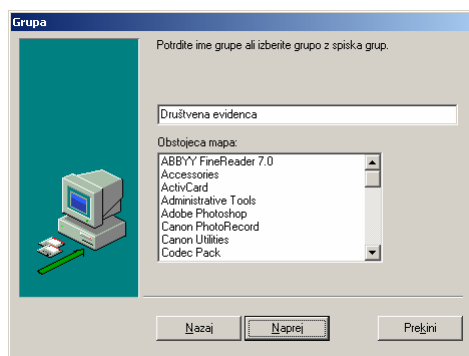 Grupa
Potrdite ime grupe ali izberite grupo z spiska grup.
Društvena evidenca
Obstojeca mapa:
ABBYY FineReader 7.0
Accessories
ActivCard
Administrative Tools
Adobe Photoshop
Canon PhotoRecord
Canon Utilities
Codec Pack
Nazaj
Naprej
Prekini